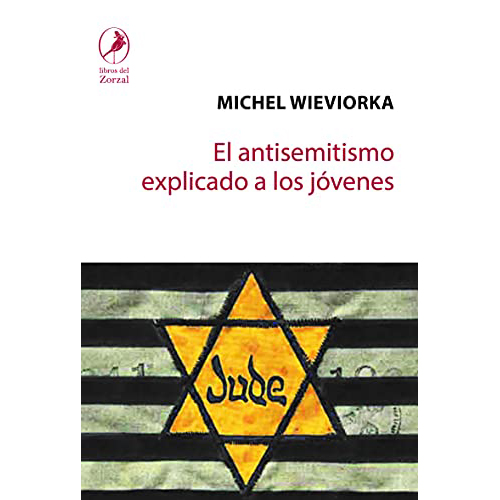 libros del
Zorzal
MICHEL WIEVIORKA
El antisemitismo
explicado a los jóvenes
Jude